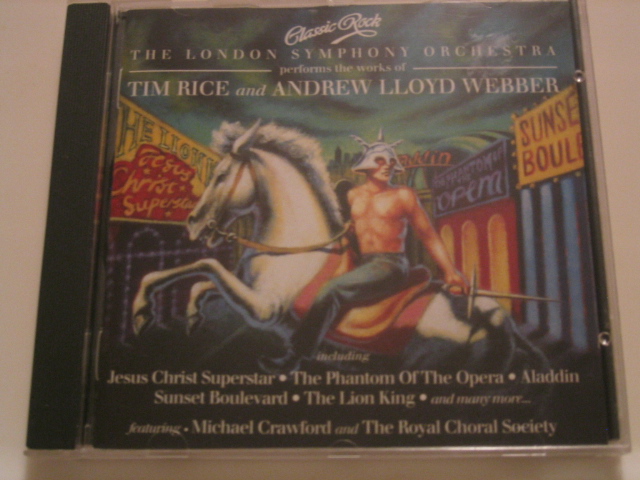 Classic Rock
THE LONDON SYMPHONY ORCHESTRA
performs the works of
TIM RICE and ANDREW LLOYD WEBBER
THE LION
Jesus
Christ
Superstar
Aladdin
opera
SUNSE
BOUL
including
Jesus Christ Superstar • The Phantom Of The Opera • Aladdin
Sunset Boulevard • The Lion King • and many more...
featuring • Michael Crawford and The Royal Choral Society